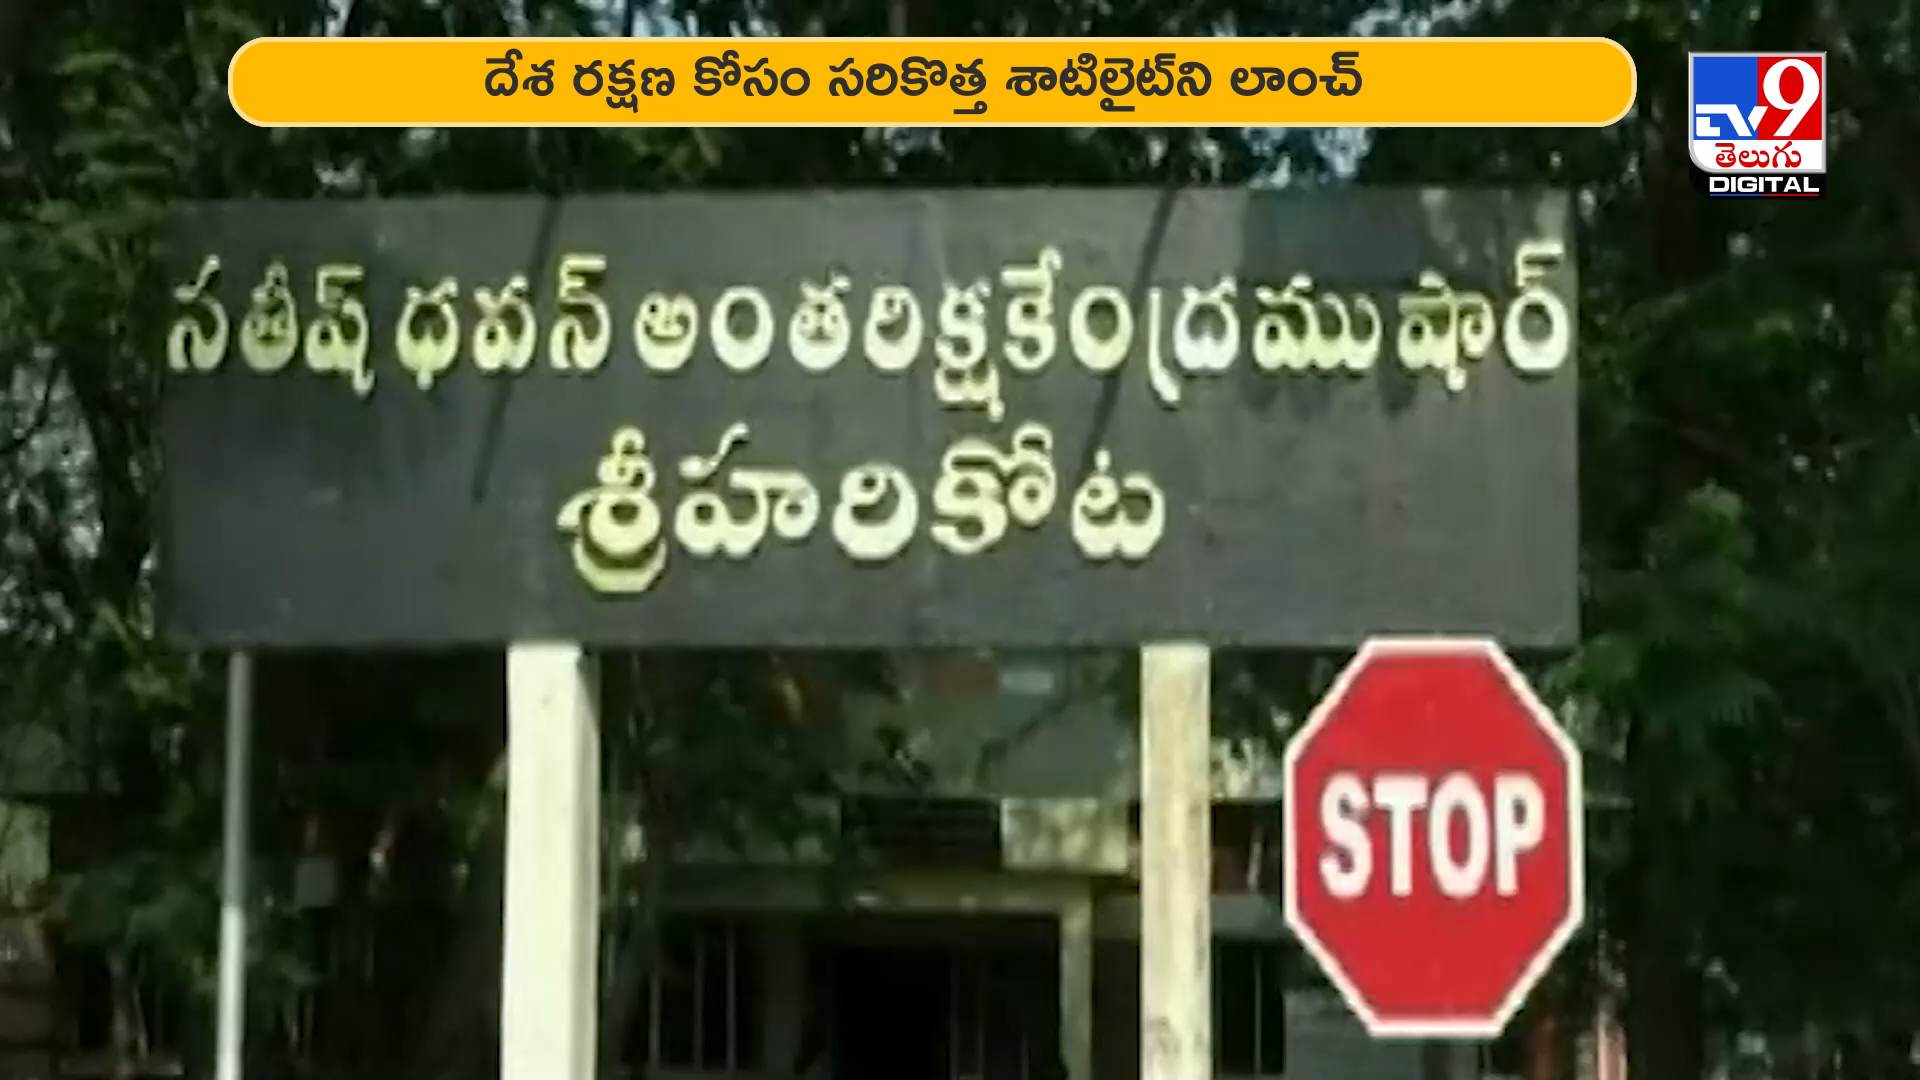 దేశ రక్షణ కోసం సరికొత్త శాటిలైట్‌ని లాంచ్
TV9
తెలుగు
DIGITAL
సతీష్ ధవన్ అంతరిక్షకేంద్రము షార్
శ్రీహరికోట
STOP